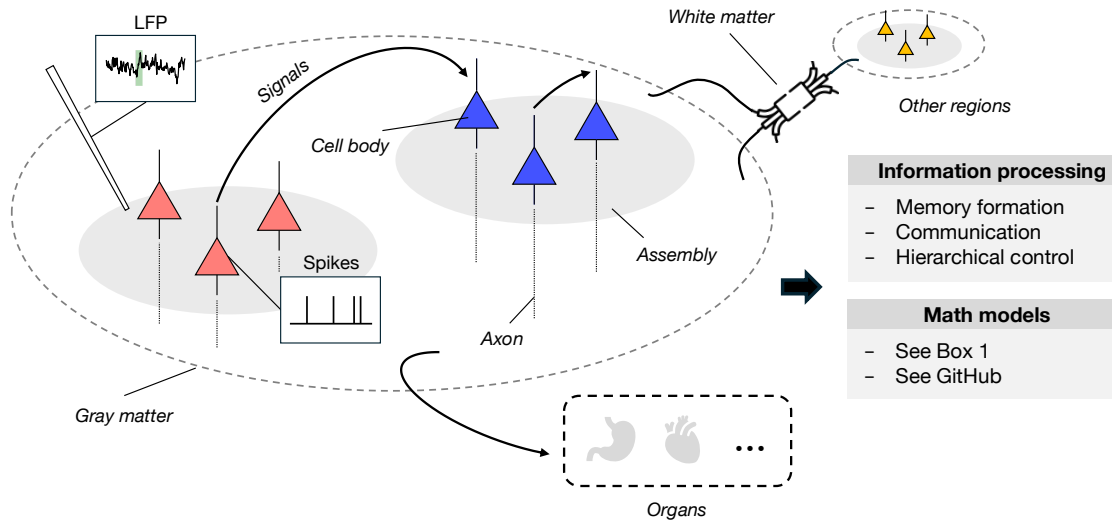 LFP
White matter
Signals
Cell body
Other regions
Assembly
Spikes
Axon
Gray matter
Organs
Information processing
– Memory formation
– Communication
– Hierarchical control
Math models
– See Box 1
– See GitHub